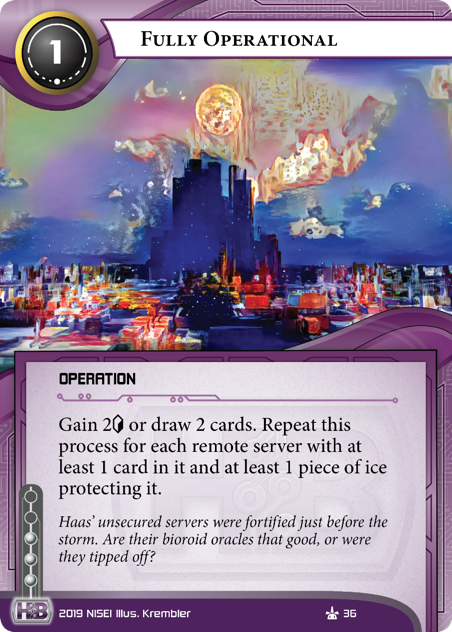 1
Fully Operational
OPERATION
Gain 2 or draw 2 cards. Repeat this
process for each remote server with at
least 1 card in it and at least 1 piece of ice
protecting it.
Haas' unsecured servers were fortified just before the
storm. Are their bioroid oracles that good, or were
they tipped off?
H B 2019 NISEI Illus. Krembler 36